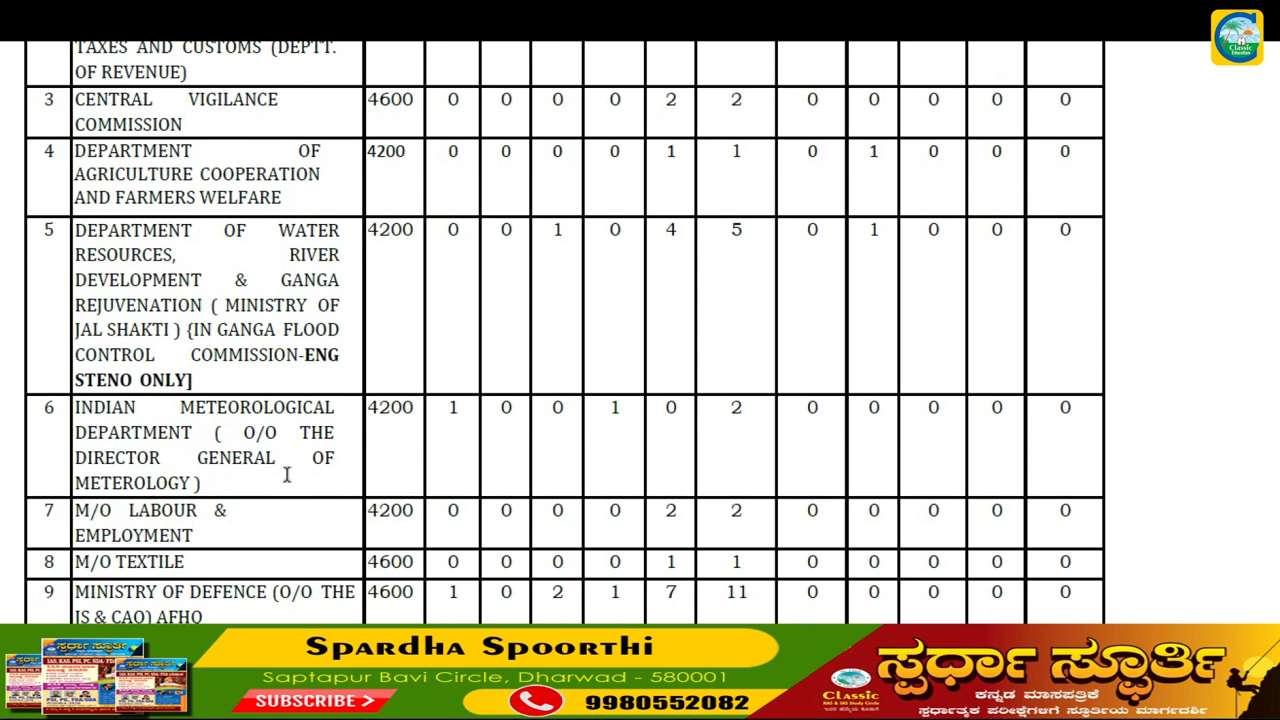 Classic
Education
TAXES AND CUSTOMS (DEPTT.
OF REVENUE)
3 CENTRAL VIGILANCE 4600 0 0 0 0 2 2 0 0 0 0 0
COMMISSION
4 DEPARTMENT OF 4200 0 0 0 0 1 1 0 1 0 0 0
AGRICULTURE COOPERATION
AND FARMERS WELFARE
5 DEPARTMENT OF WATER 4200 0 0 1 0 4 5 0 1 0 0 0
RESOURCES, RIVER
DEVELOPMENT & GANGA
REJUVENATION ( MINISTRY OF
JAL SHAKTI ) {IN GANGA FLOOD
CONTROL COMMISSION-ENG
STENO ONLY]
6 INDIAN METEOROLOGICAL 4200 1 0 0 1 0 2 0 0 0 0 0
DEPARTMENT ( O/O THE
DIRECTOR GENERAL OF
METEROLOGY )
7 M/O LABOUR & 4200 0 0 0 0 2 2 0 0 0 0 0
EMPLOYMENT
8 M/O TEXTILE 4600 0 0 0 0 1 1 0 0 0 0 0
9 MINISTRY OF DEFENCE (O/O THE 4600 1 0 2 1 7 11 0 0 0 0 0
JS & CAO) AFHQ
Spardha Spoorthi
Saptapur Bavi Circle, Dharwad - 580001
SUBSCRIBE >
9980552082
ಸ್ಪರ್ಧಾ ಸ್ಫೂರ್ತಿ
Classic
KAS & IAS Study Circle
ಕನ್ನಡ ಮಾಸಪತ್ರಿಕೆ
ಸ್ಪರ್ಧಾತ್ಮಕ ಪರೀಕ್ಷೆಗಳಿಗೆ ಸ್ಫೂರ್ತಿಯ ಮಾರ್ಗದರ್ಶಿ